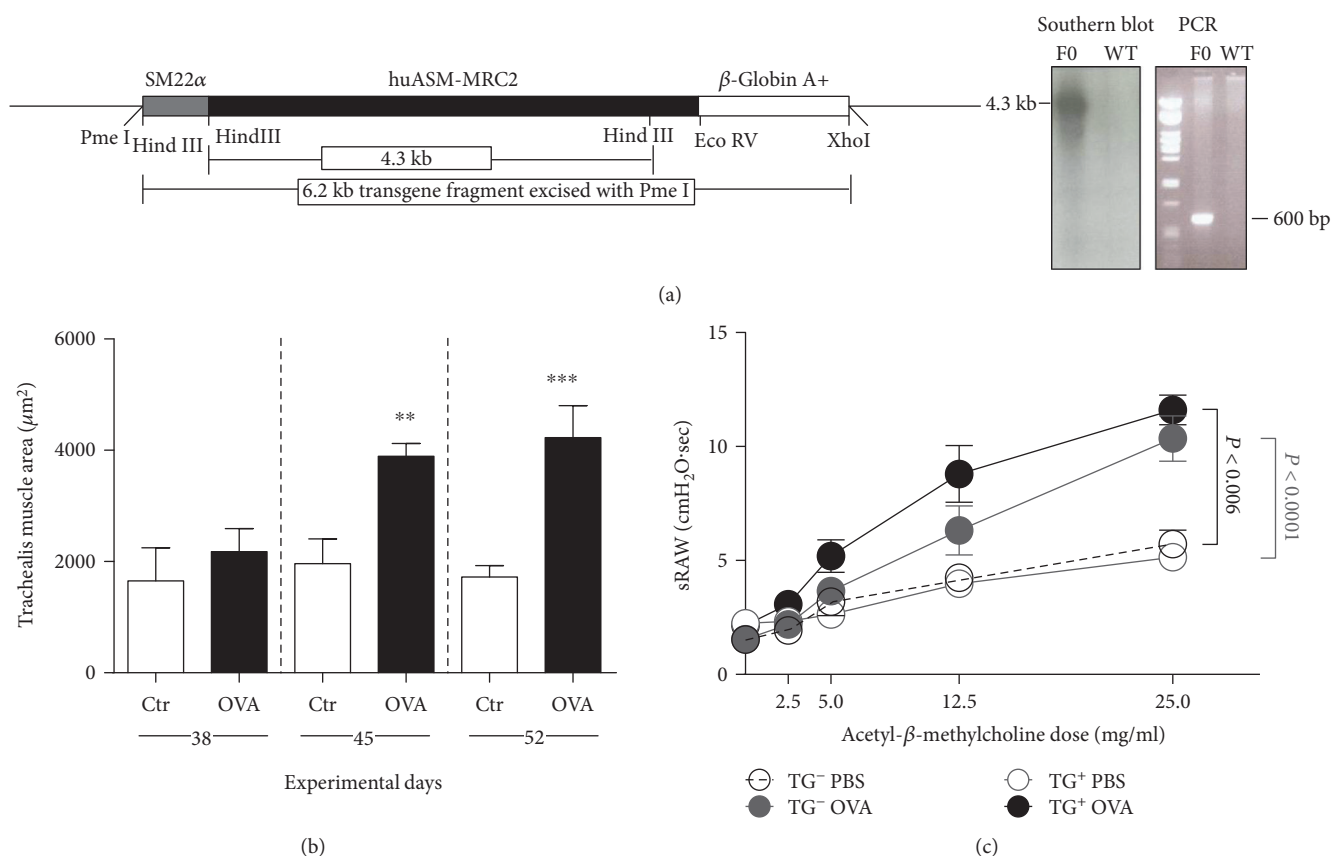 Southern blot PCR
F0 WT F0 WT
SM22α huASM-MRC2 β-Globin A+
4.3 kb
Pme I Hind III HindIII Hind III Eco RV XhoI
4.3 kb
6.2 kb transgene fragment excised with Pme I
600 bp
(a)
Trachealis muscle area (μm²)
6000
4000
2000
0
**
***
Ctr OVA Ctr OVA Ctr OVA
38 45 52
Experimental days
(b)
sRAW (cmH₂O·sec)
15
10
5
0
2.5 5.0 12.5 25.0
P < 0.006
P < 0.0001
Acetyl-β-methylcholine dose (mg/ml)
TG⁻ PBS TG⁺ PBS
TG⁻ OVA TG⁺ OVA
(c)